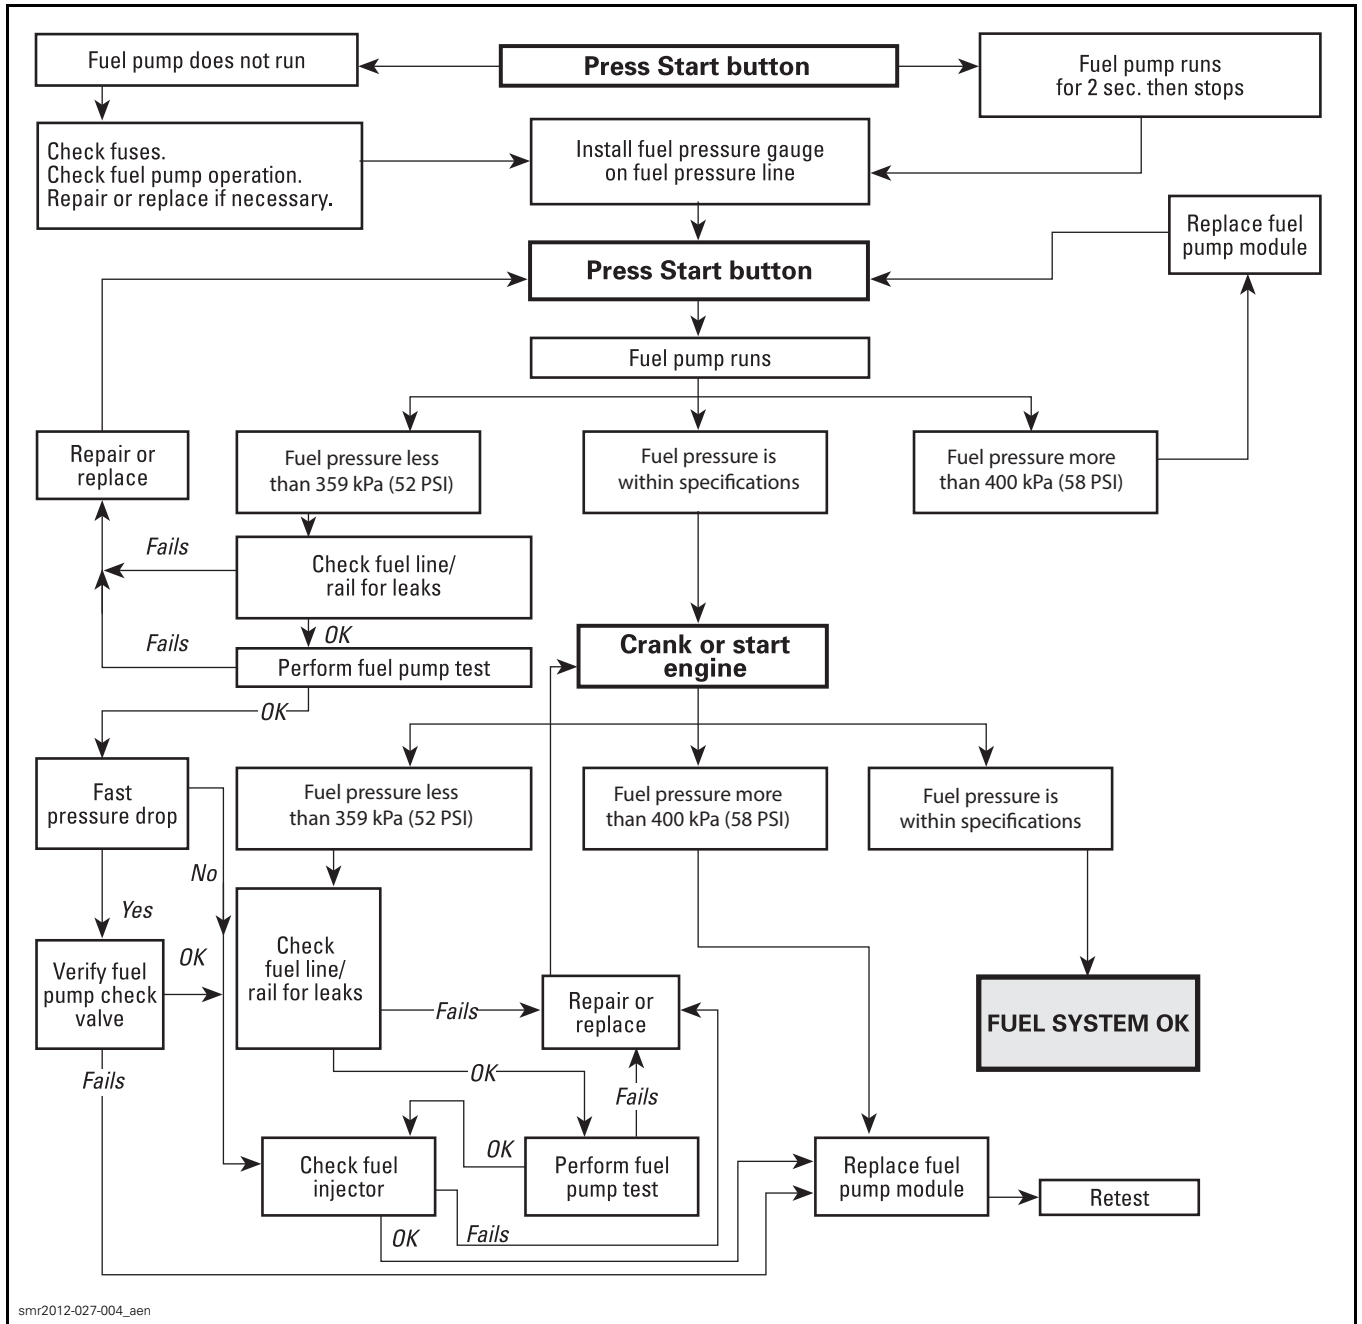 Fuel pump does not run
Press Start button
Fuel pump runs
for 2 sec. then stops
Check fuses.
Check fuel pump operation.
Repair or replace if necessary.
Install fuel pressure gauge
on fuel pressure line
Replace fuel
pump module
Press Start button
Fuel pump runs
Repair or
replace
Fuel pressure less
than 359 kPa (52 PSI)
Fuel pressure is
within specifications
Fuel pressure more
than 400 kPa (58 PSI)
Fails
Check fuel line/
rail for leaks
OK
Fails
Perform fuel pump test
Crank or start
engine
OK
Fast
pressure drop
Fuel pressure less
than 359 kPa (52 PSI)
Fuel pressure more
than 400 kPa (58 PSI)
Fuel pressure is
within specifications
No
Yes
OK
Verify fuel
pump check
valve
Check
fuel line/
rail for leaks
Fails
Repair or
replace
FUEL SYSTEM OK
Fails
OK
Fails
Check fuel
injector
OK
Perform fuel
pump test
Replace fuel
pump module
Retest
OK
Fails
smr2012-027-004_aen